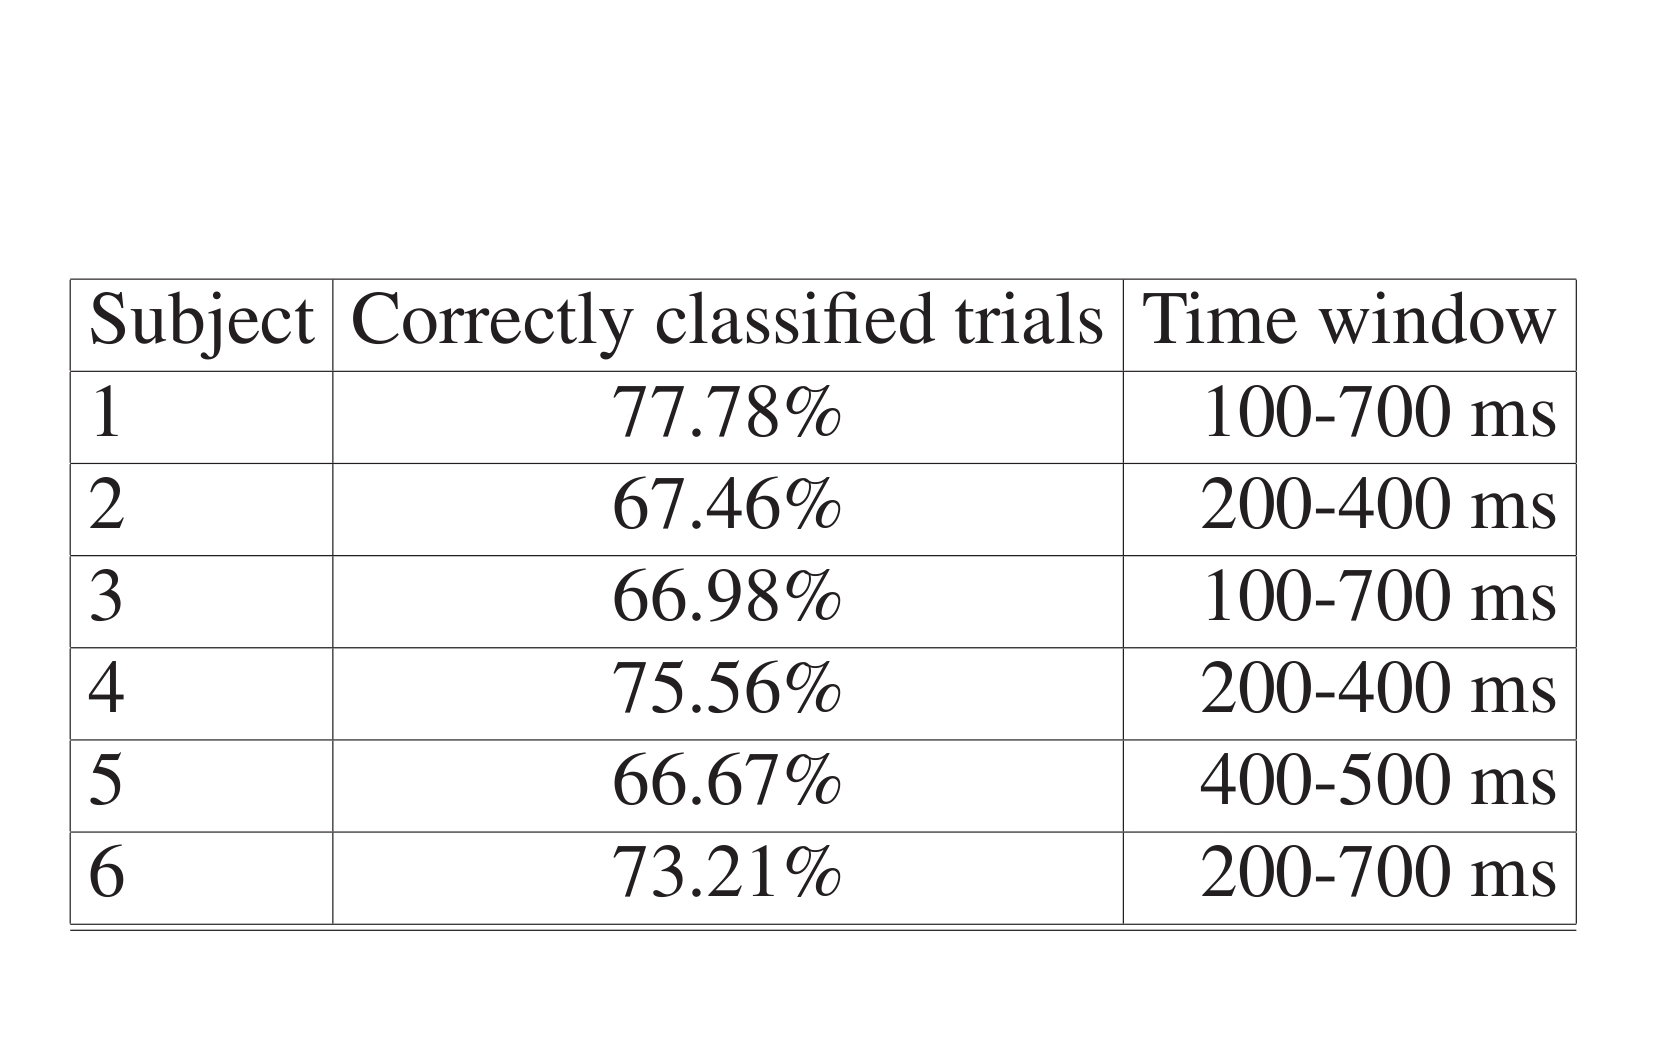 Subject Correctly classified trials Time window
1 77.78% 100-700 ms
2 67.46% 200-400 ms
3 66.98% 100-700 ms
4 75.56% 200-400 ms
5 66.67% 400-500 ms
6 73.21% 200-700 ms